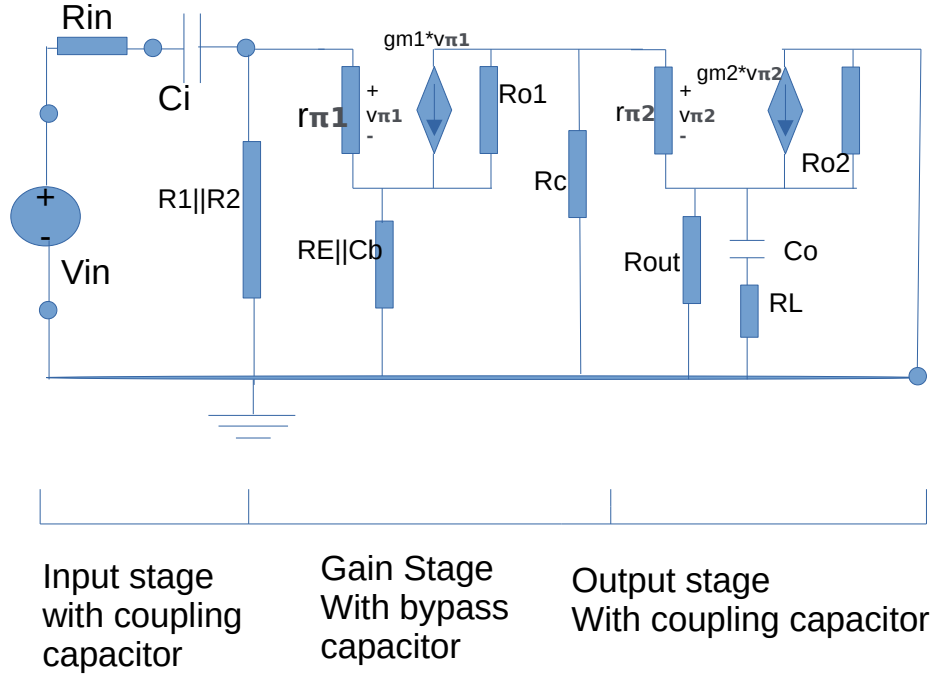 Rin
Ci
+
-
Vin
R1||R2
rπ1
+
vπ1
-
gm1*vπ1
Ro1
RE||Cb
Rc
rπ2
+
vπ2
-
gm2*vπ2
Ro2
Rout
Co
RL
Input stage
with coupling
capacitor
Gain Stage
With bypass
capacitor
Output stage
With coupling capacitor